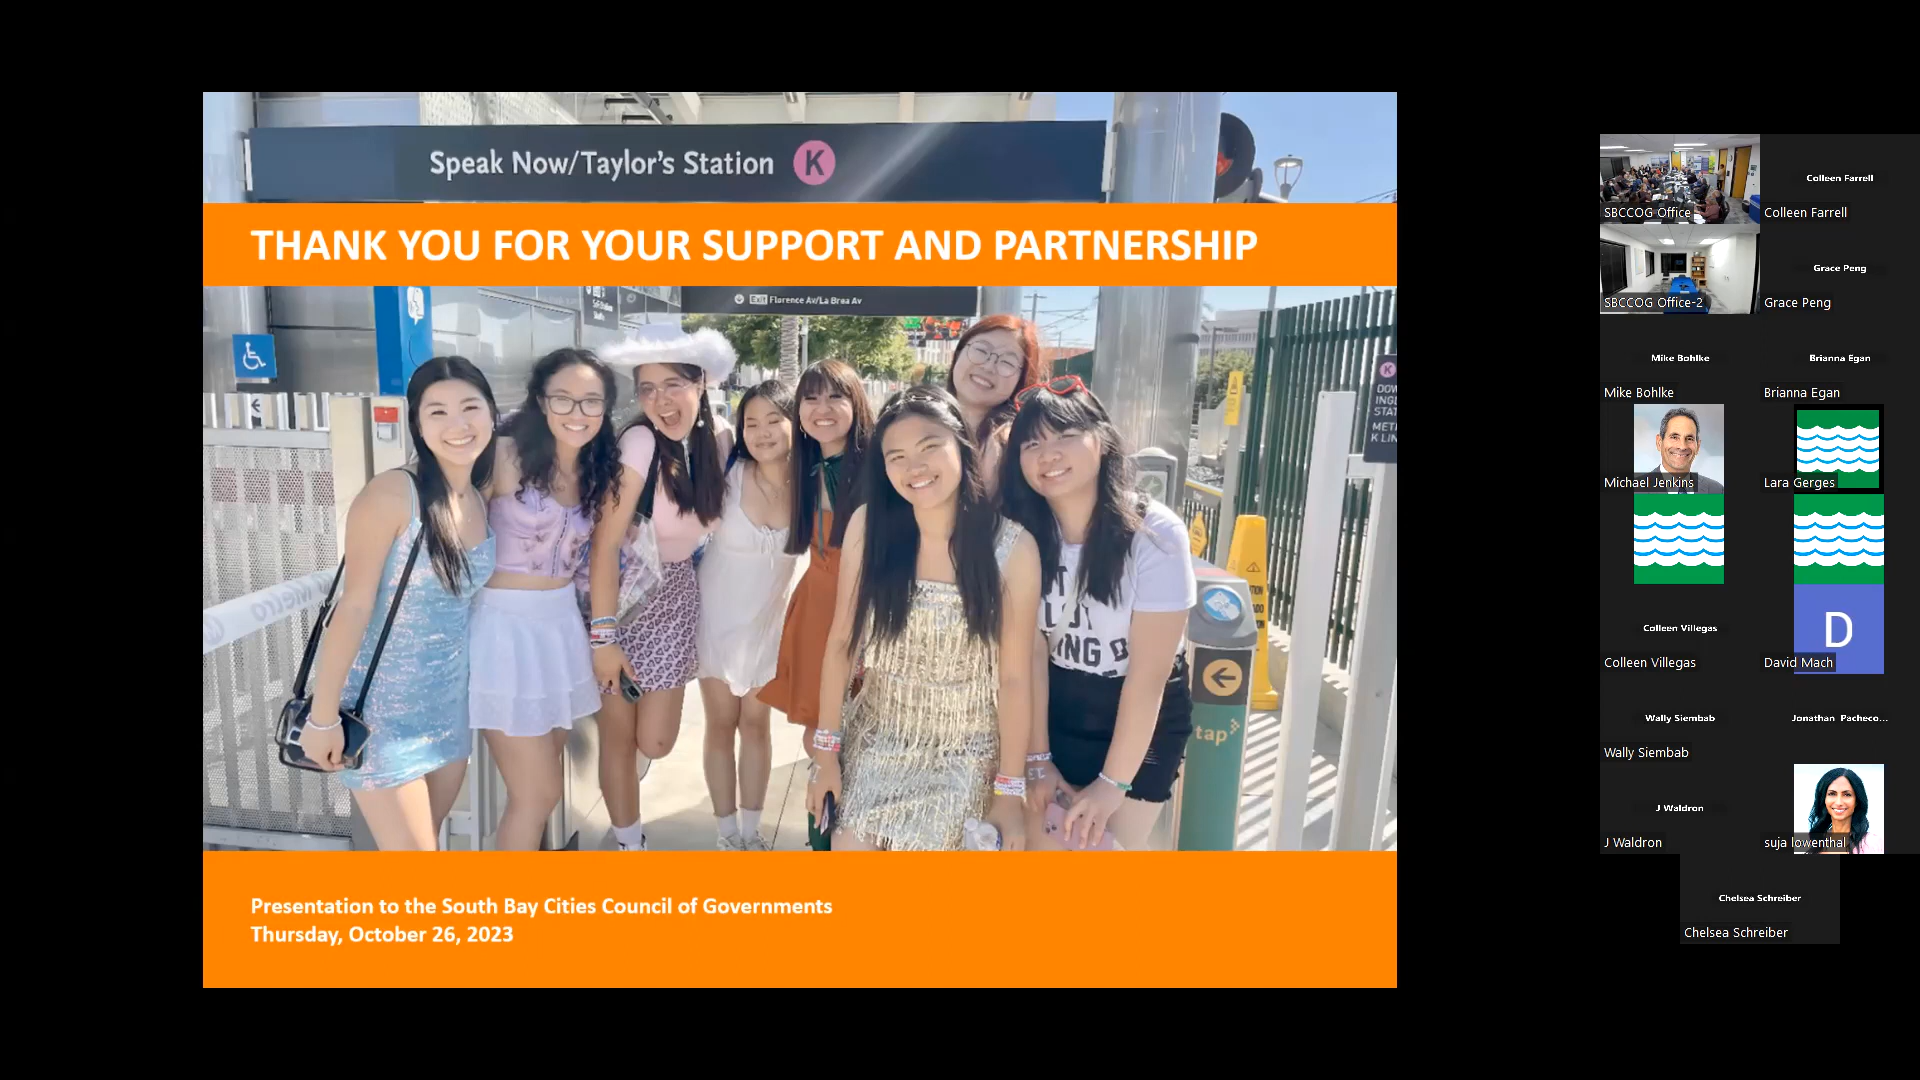 Speak Now/Taylor's Station K
THANK YOU FOR YOUR SUPPORT AND PARTNERSHIP
Exit Florence Av/La Brea Av
K
METRO
tap
Presentation to the South Bay Cities Council of Governments
Thursday, October 26, 2023
SBCCOG Office
Colleen Farrell
Colleen Farrell
SBCCOG Office-2
Grace Peng
Grace Peng
Mike Bohlke
Mike Bohlke
Brianna Egan
Brianna Egan
Michael Jenkins
Lara Gerges
Colleen Villegas
Colleen Villegas
D
David Mach
Wally Siembab
Wally Siembab
Jonathan Pacheco...
J Waldron
J Waldron
suja lowenthal
Chelsea Schreiber
Chelsea Schreiber